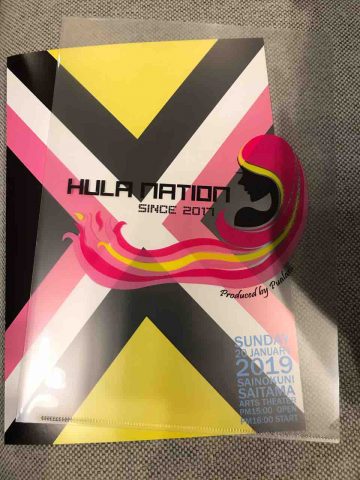 HULA NATION
SINCE 2017
Produced by
SUNDAY
20 JANUARY
2019
SAINOKUNI
SAITAMA
ARTS THEATER
PM15:00 OPEN
PM16:00 START